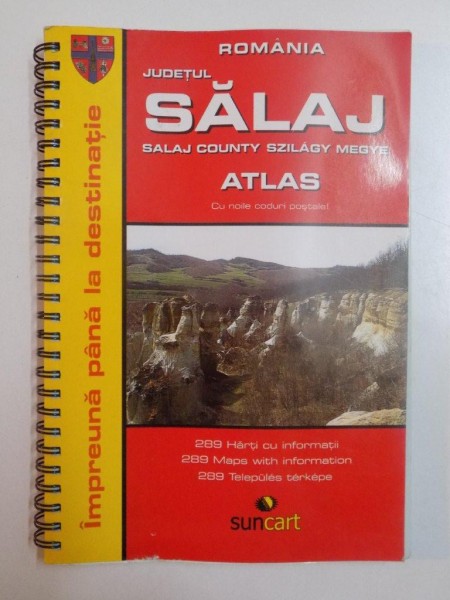 ROMÂNIA
JUDEȚUL
SĂLAJ
SALAJ COUNTY SZILÁGY MEGYE
ATLAS
Cu noile coduri poștale!
Împreună până la destinație
289 Hărți cu informații
289 Maps with information
289 Település térképe
suncart